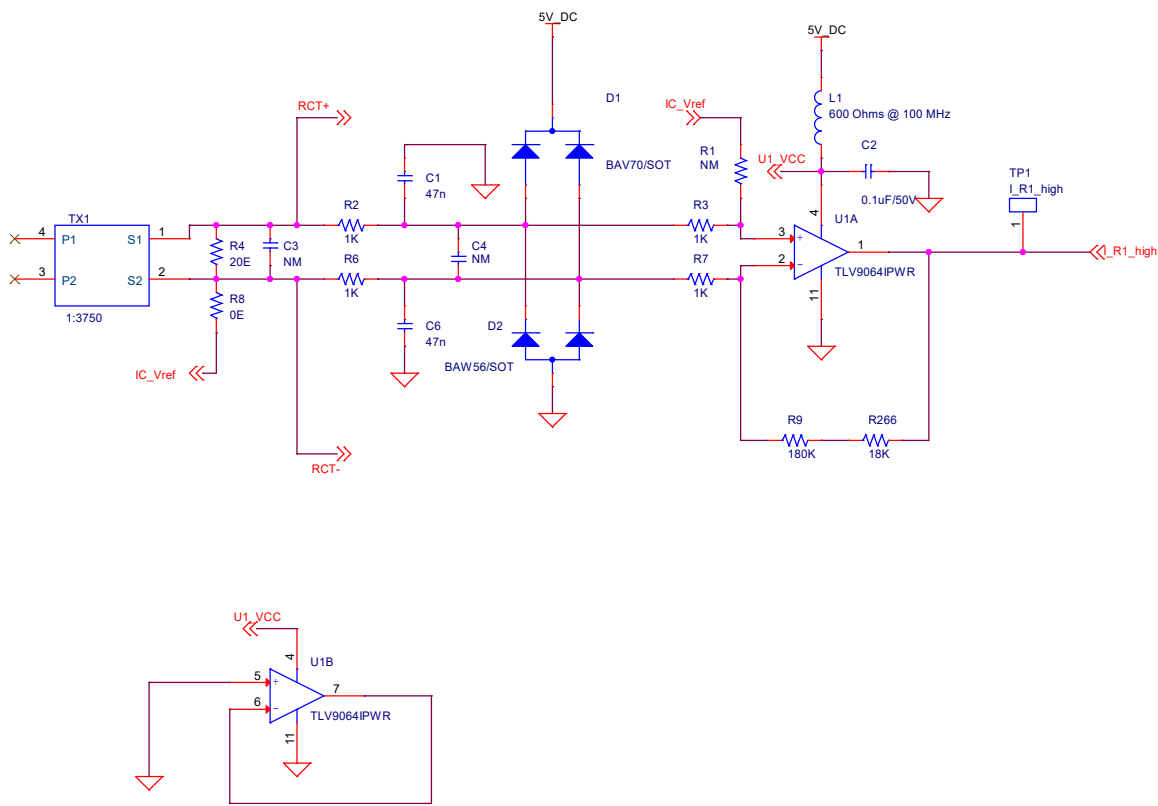 5V_DC
5V_DC
RCT+
D1
IC_Vref
L1
600 Ohms @ 100 MHz
C1
47n
BAV70/SOT
R1
NM
U1_VCC
C2
0.1uF/50V
TP1
I_R1_high
1
TX1
4
P1
S1
1
3
P2
S2
2
1:3750
R4
20E
C3
NM
R2
1K
C4
NM
R3
1K
4
U1A
3
+
2
−
1
TLV9064IPWR
11
I_R1_high
R8
0E
R6
1K
R7
1K
C6
47n
D2
BAW56/SOT
IC_Vref
R9
180K
R266
18K
RCT-
U1_VCC
4
U1B
5
+
6
−
7
TLV9064IPWR
11